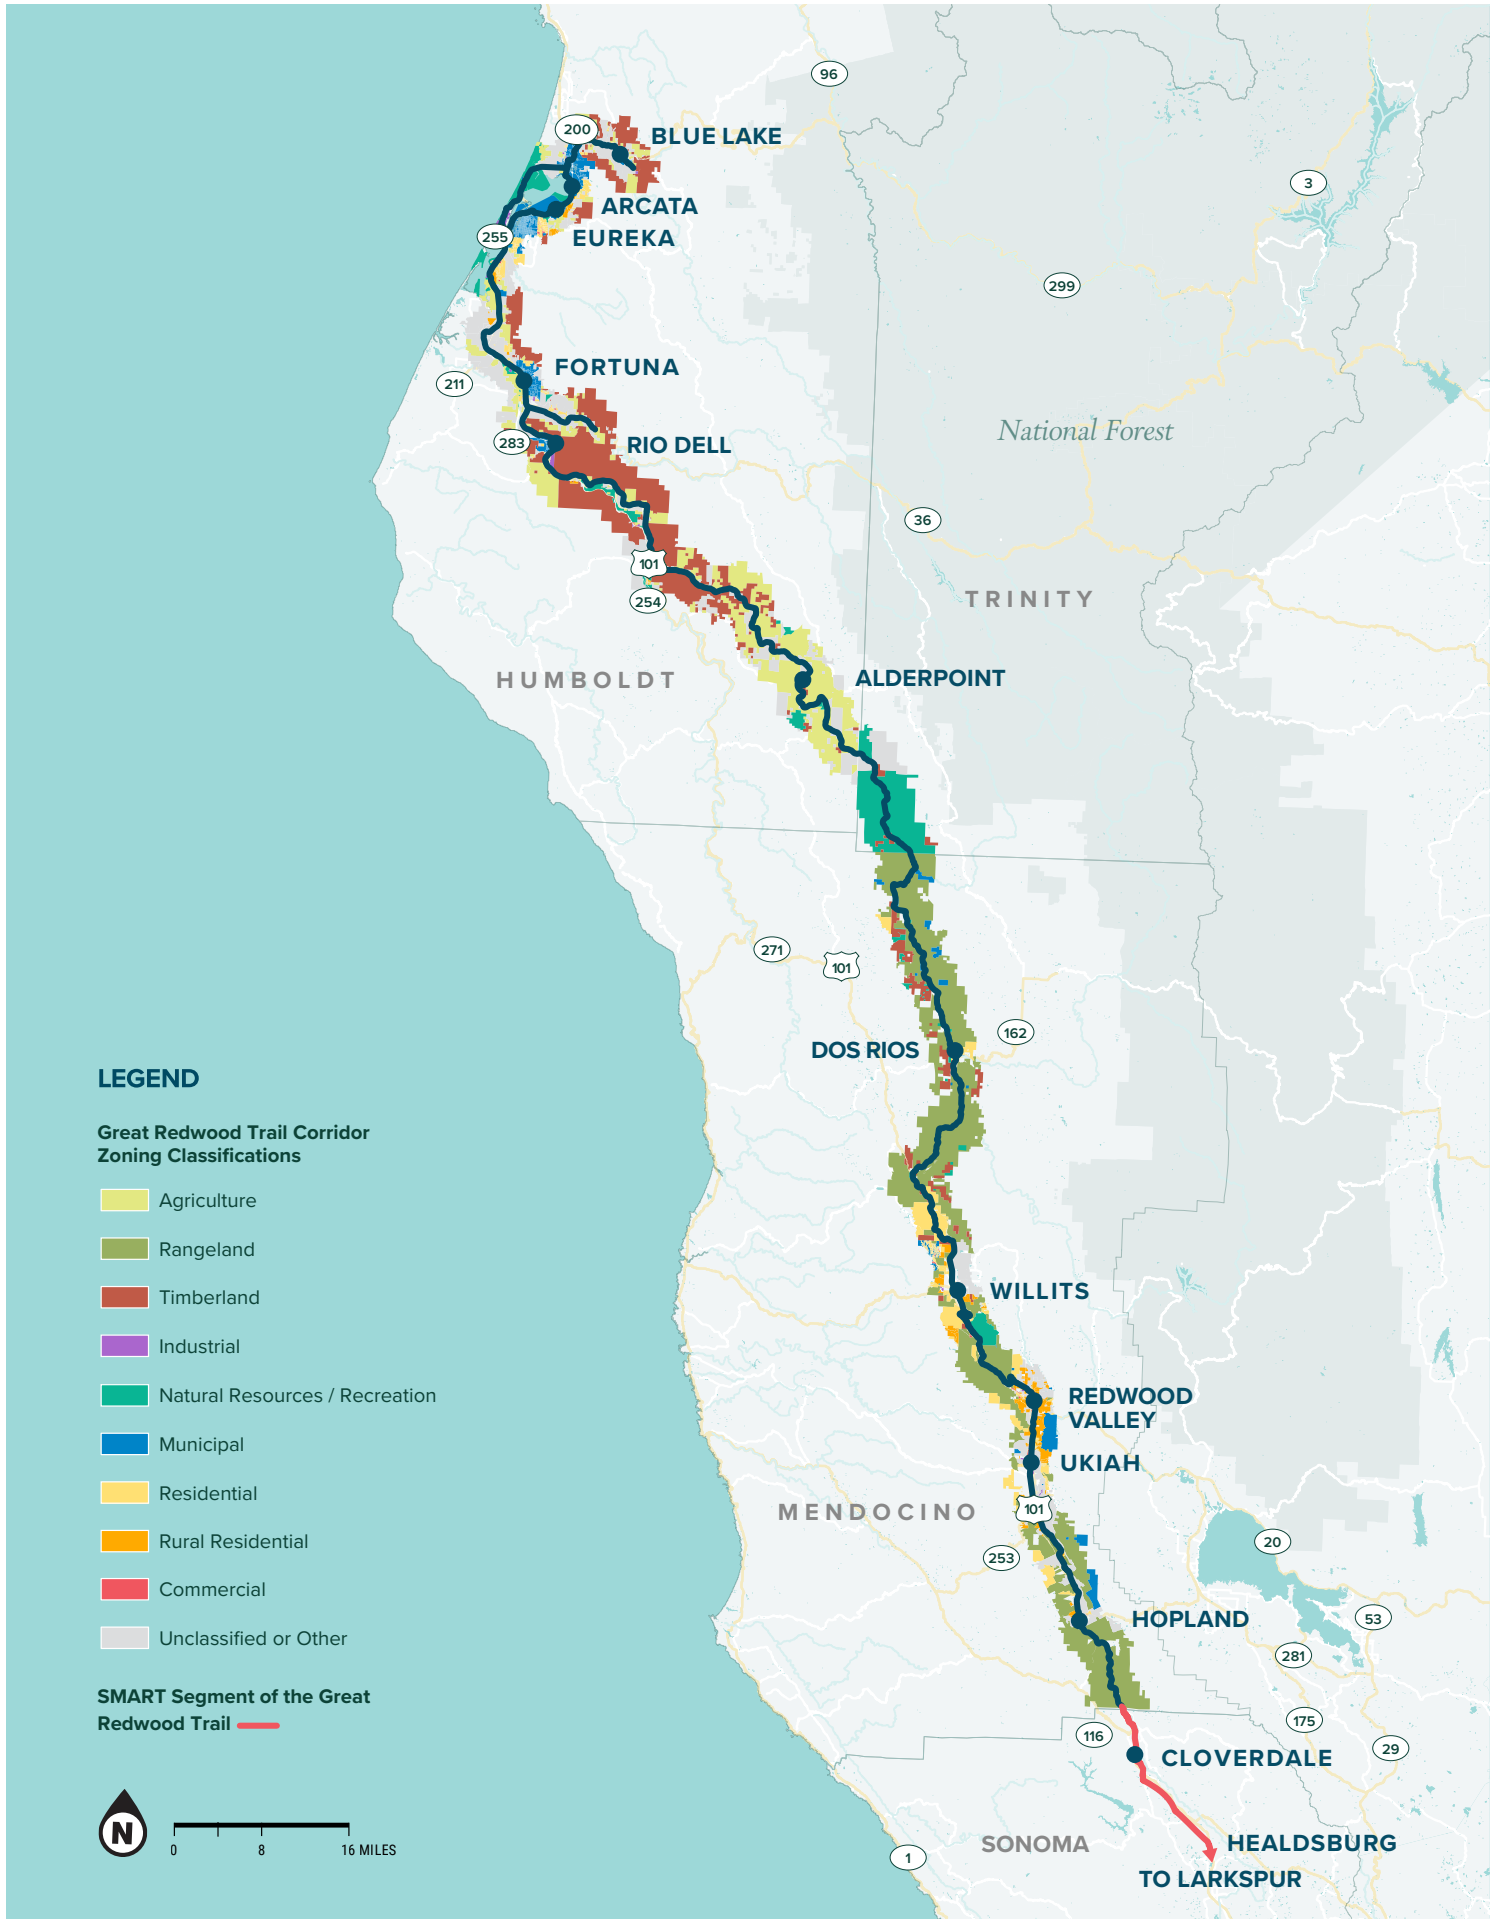 96
200
BLUE LAKE
3
ARCATA
255
EUREKA
299
FORTUNA
211
National Forest
283
RIO DELL
36
101
254
TRINITY
HUMBOLDT
ALDERPOINT
271
101
162
DOS RIOS
WILLITS
REDWOOD
VALLEY
UKIAH
101
MENDOCINO
253
20
HOPLAND
53
281
175
116
29
CLOVERDALE
SONOMA
HEALDSBURG
1
TO LARKSPUR
LEGEND
Great Redwood Trail Corridor
Zoning Classifications
Agriculture
Rangeland
Timberland
Industrial
Natural Resources / Recreation
Municipal
Residential
Rural Residential
Commercial
Unclassified or Other
SMART Segment of the Great
Redwood Trail
N
0 8 16 MILES